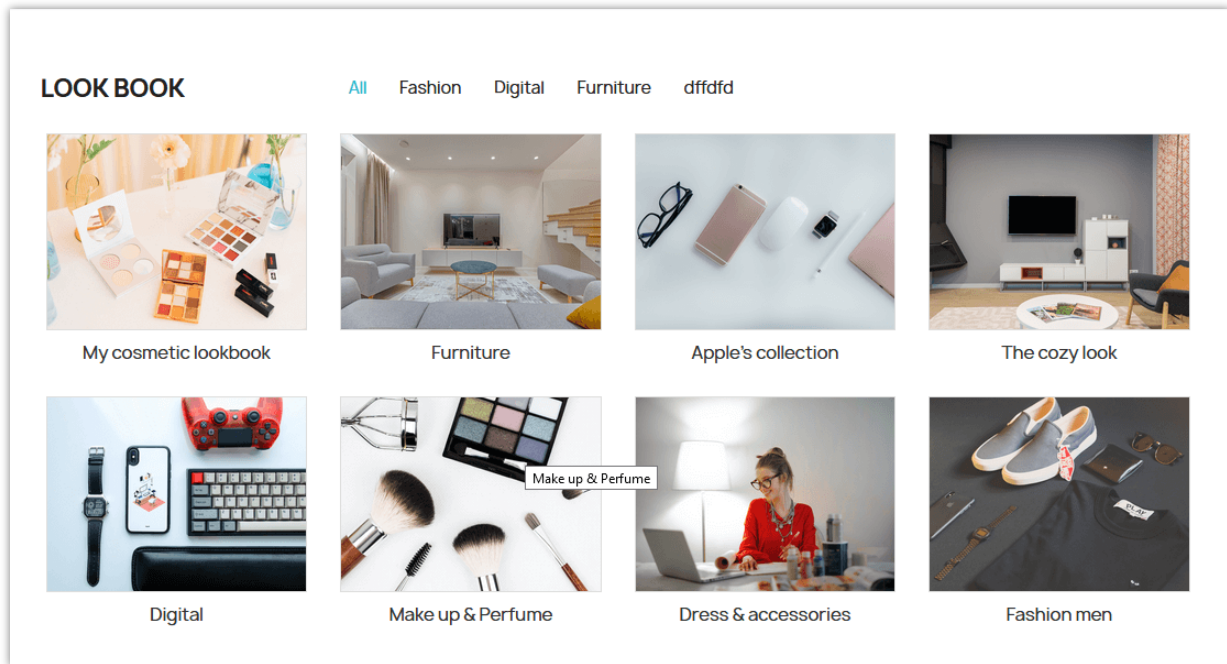 LOOK BOOK
All Fashion Digital Furniture dffdfd
My cosmetic lookbook Furniture Apple's collection The cozy look
Make up & Perfume
PLAY
Digital Make up & Perfume Dress & accessories Fashion men